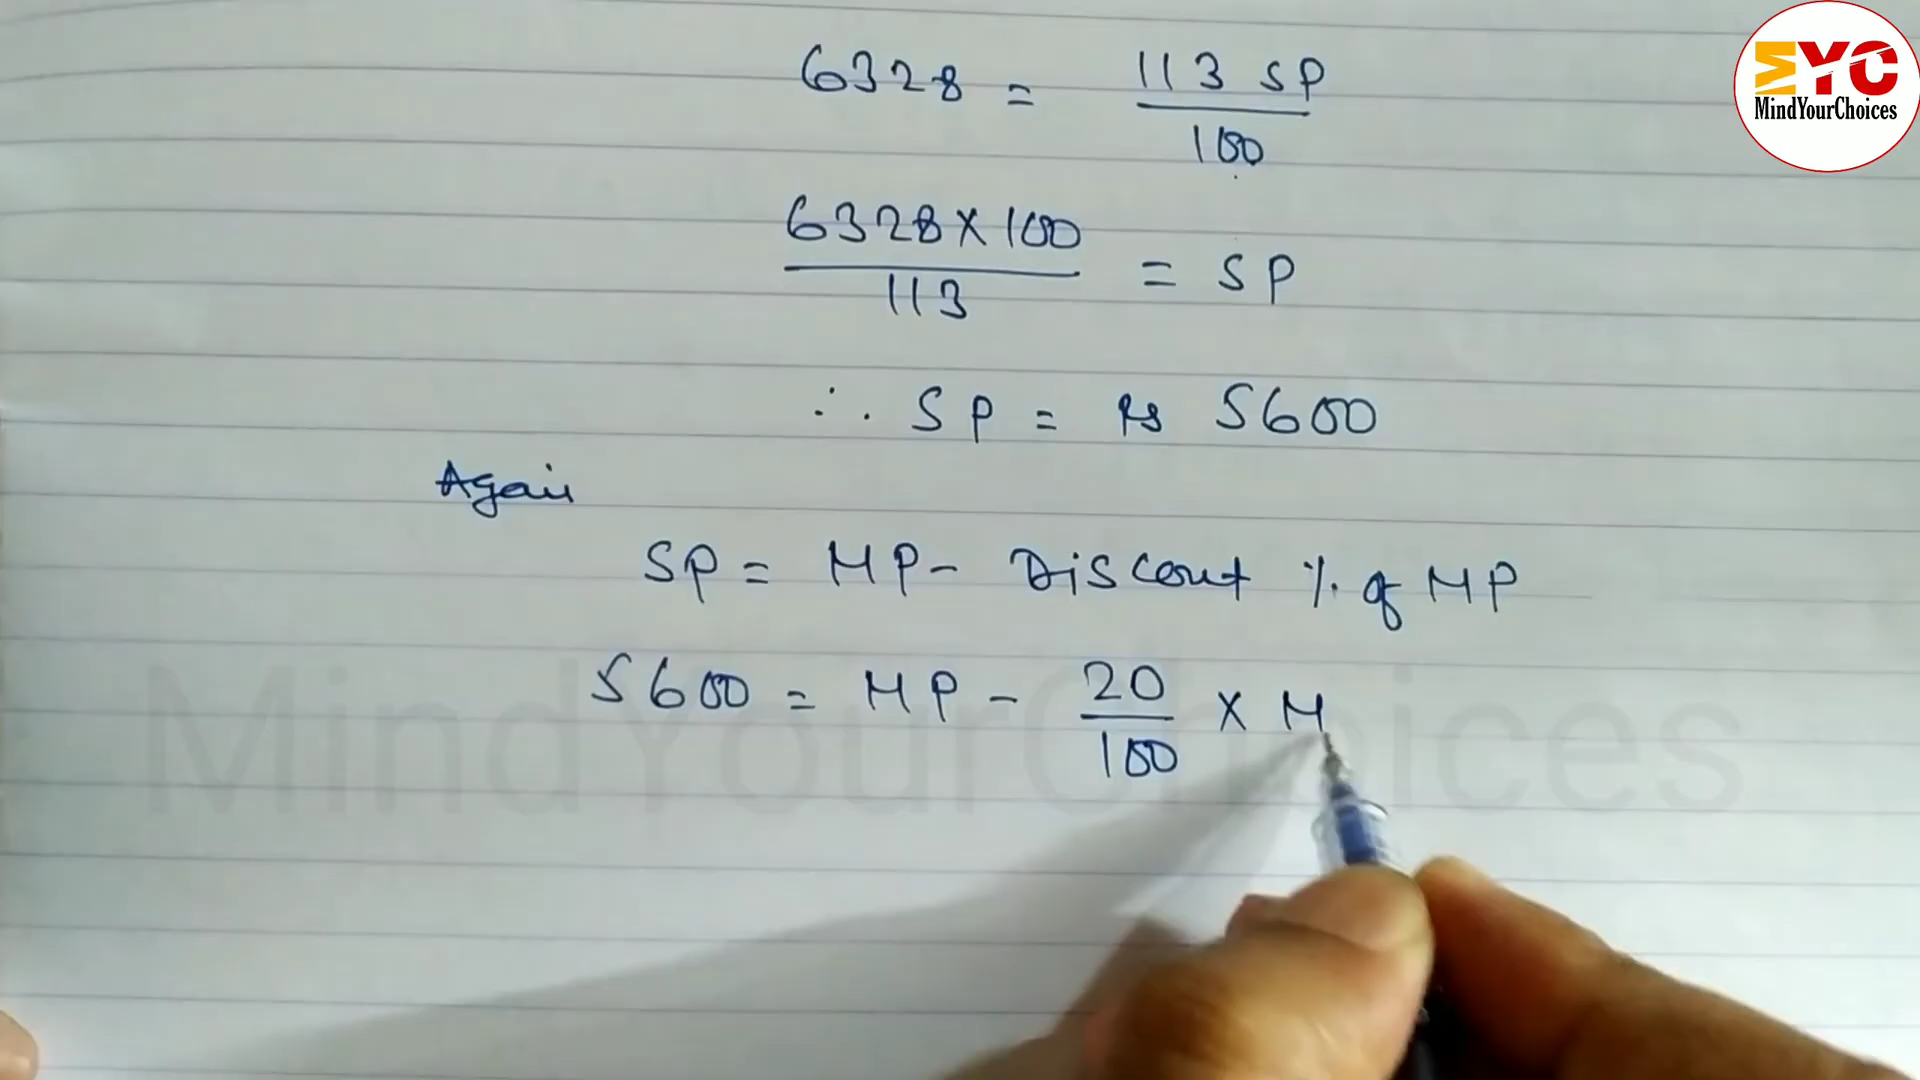 MYC
MindYourChoices
6328 = 113 SP / 100
6328 × 100 / 113 = SP
∴ SP = Rs 5600
Again
SP = MP - Discount % of MP
5600 = MP - 20/100 × M
MindYourChoices